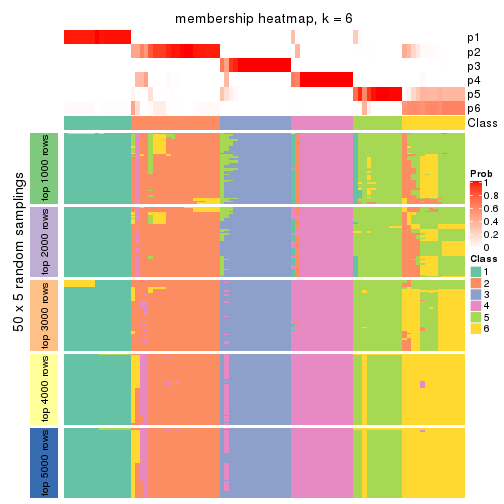 membership heatmap, k = 6
p1
p2
p3
p4
p5
p6
Class
50 x 5 random samplings
top 1000 rows
top 2000 rows
top 3000 rows
top 4000 rows
top 5000 rows
Prob
1
0.8
0.6
0.4
0.2
0
Class
1
2
3
4
5
6